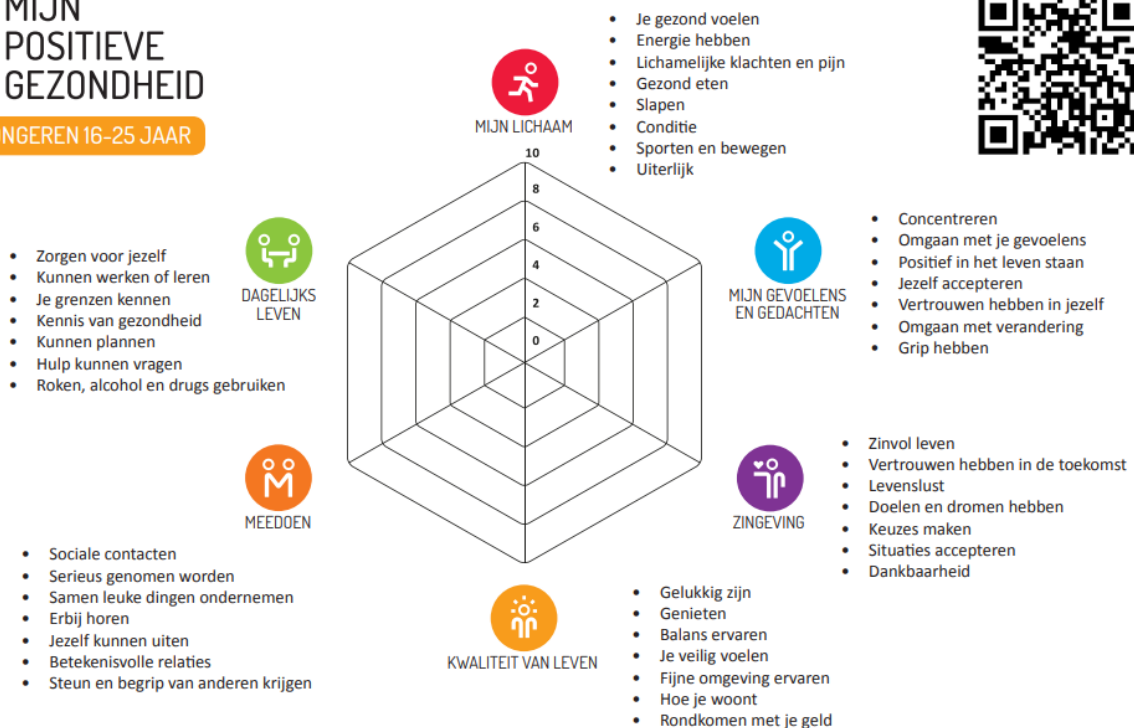 MIJN
POSITIEVE
GEZONDHEID
NGEREN 16-25 JAAR
MIJN LICHAAM
• Je gezond voelen
• Energie hebben
• Lichamelijke klachten en pijn
• Gezond eten
• Slapen
• Conditie
• Sporten en bewegen
• Uiterlijk
10
8
6
4
2
0
MIJN GEVOELENS
EN GEDACHTEN
• Concentreren
• Omgaan met je gevoelens
• Positief in het leven staan
• Jezelf accepteren
• Vertrouwen hebben in jezelf
• Omgaan met verandering
• Grip hebben
DAGELIJKS
LEVEN
• Zorgen voor jezelf
• Kunnen werken of leren
• Je grenzen kennen
• Kennis van gezondheid
• Kunnen plannen
• Hulp kunnen vragen
• Roken, alcohol en drugs gebruiken
ZINGEVING
• Zinvol leven
• Vertrouwen hebben in de toekomst
• Levenslust
• Doelen en dromen hebben
• Keuzes maken
• Situaties accepteren
• Dankbaarheid
MEEDOEN
• Sociale contacten
• Serieus genomen worden
• Samen leuke dingen ondernemen
• Erbij horen
• Jezelf kunnen uiten
• Betekenisvolle relaties
• Steun en begrip van anderen krijgen
KWALITEIT VAN LEVEN
• Gelukkig zijn
• Genieten
• Balans ervaren
• Je veilig voelen
• Fijne omgeving ervaren
• Hoe je woont
• Rondkomen met je geld